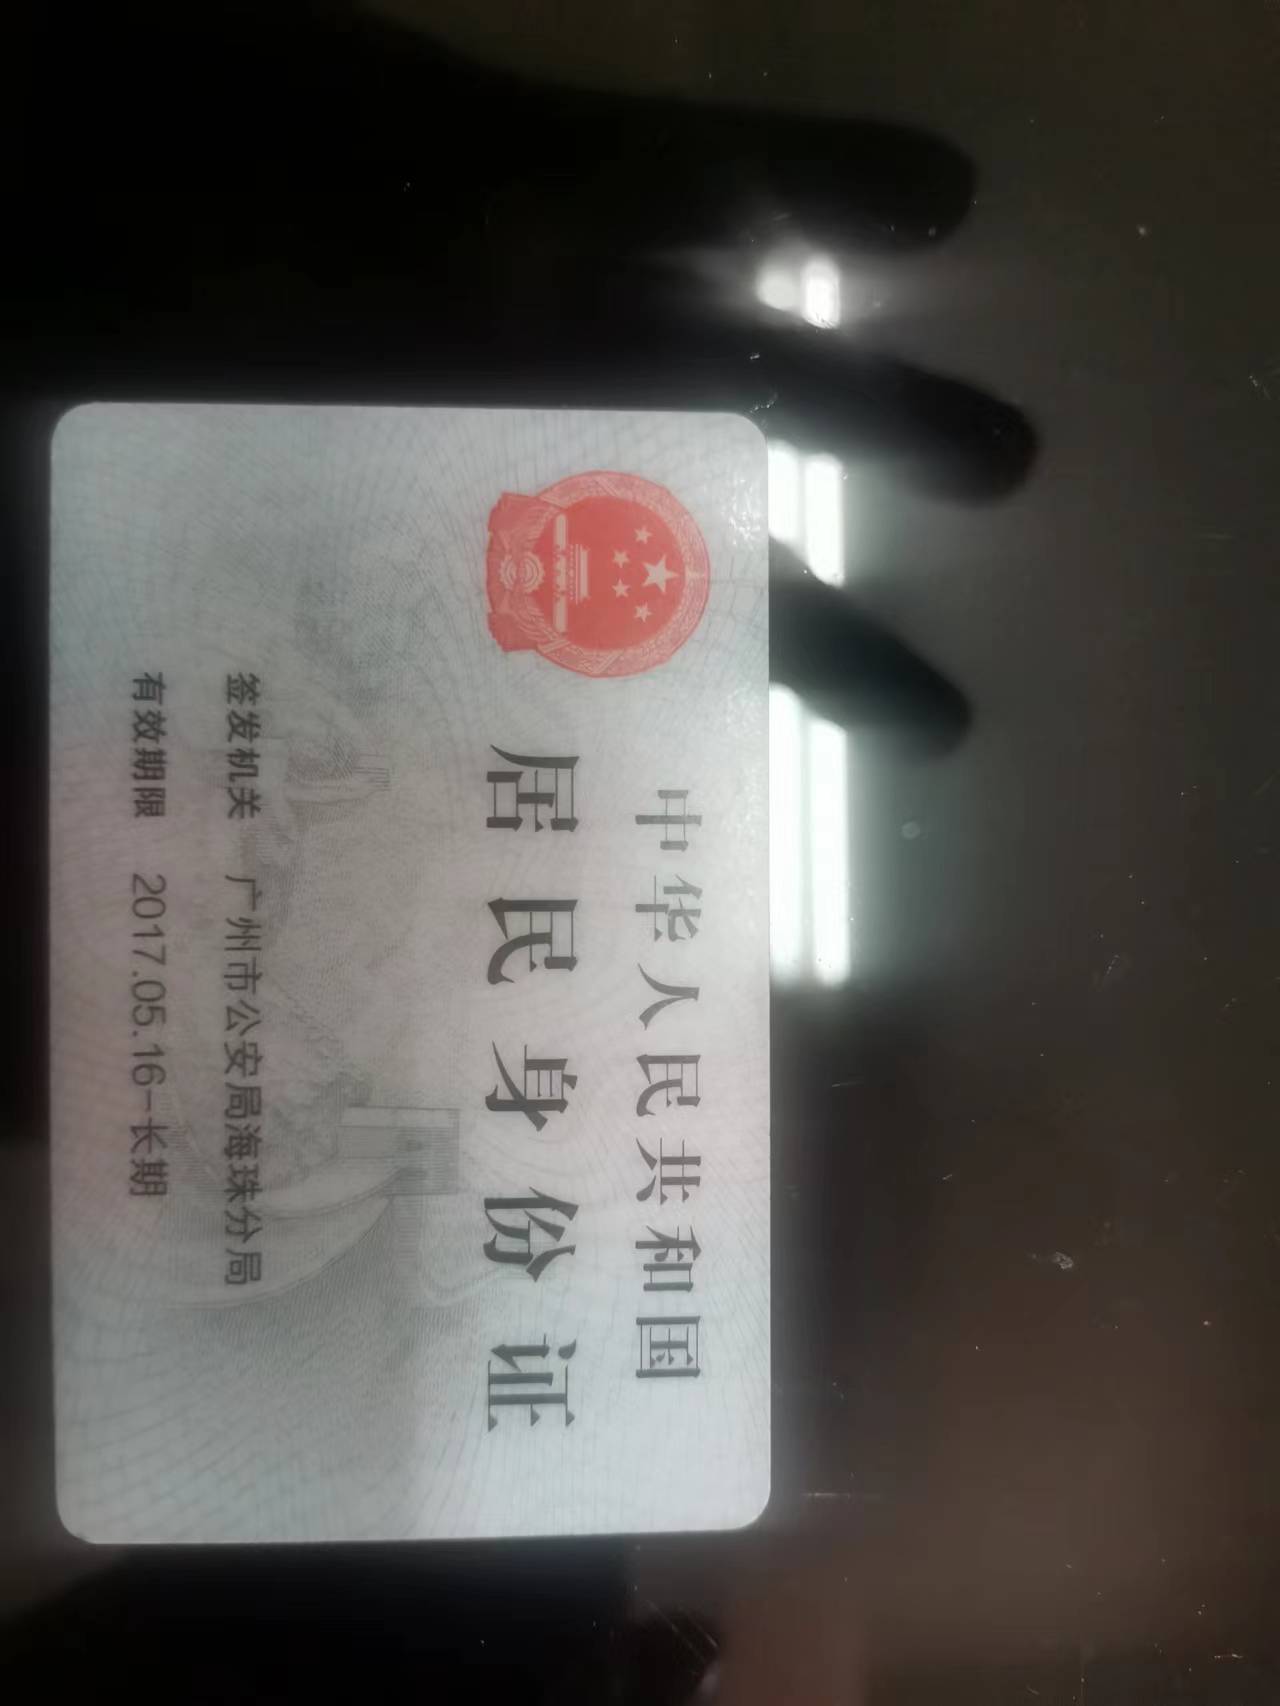 中华人民共和国
居民身份证
签发机关 广州市公安局海珠分局
有效期限 2017.05.16-长期